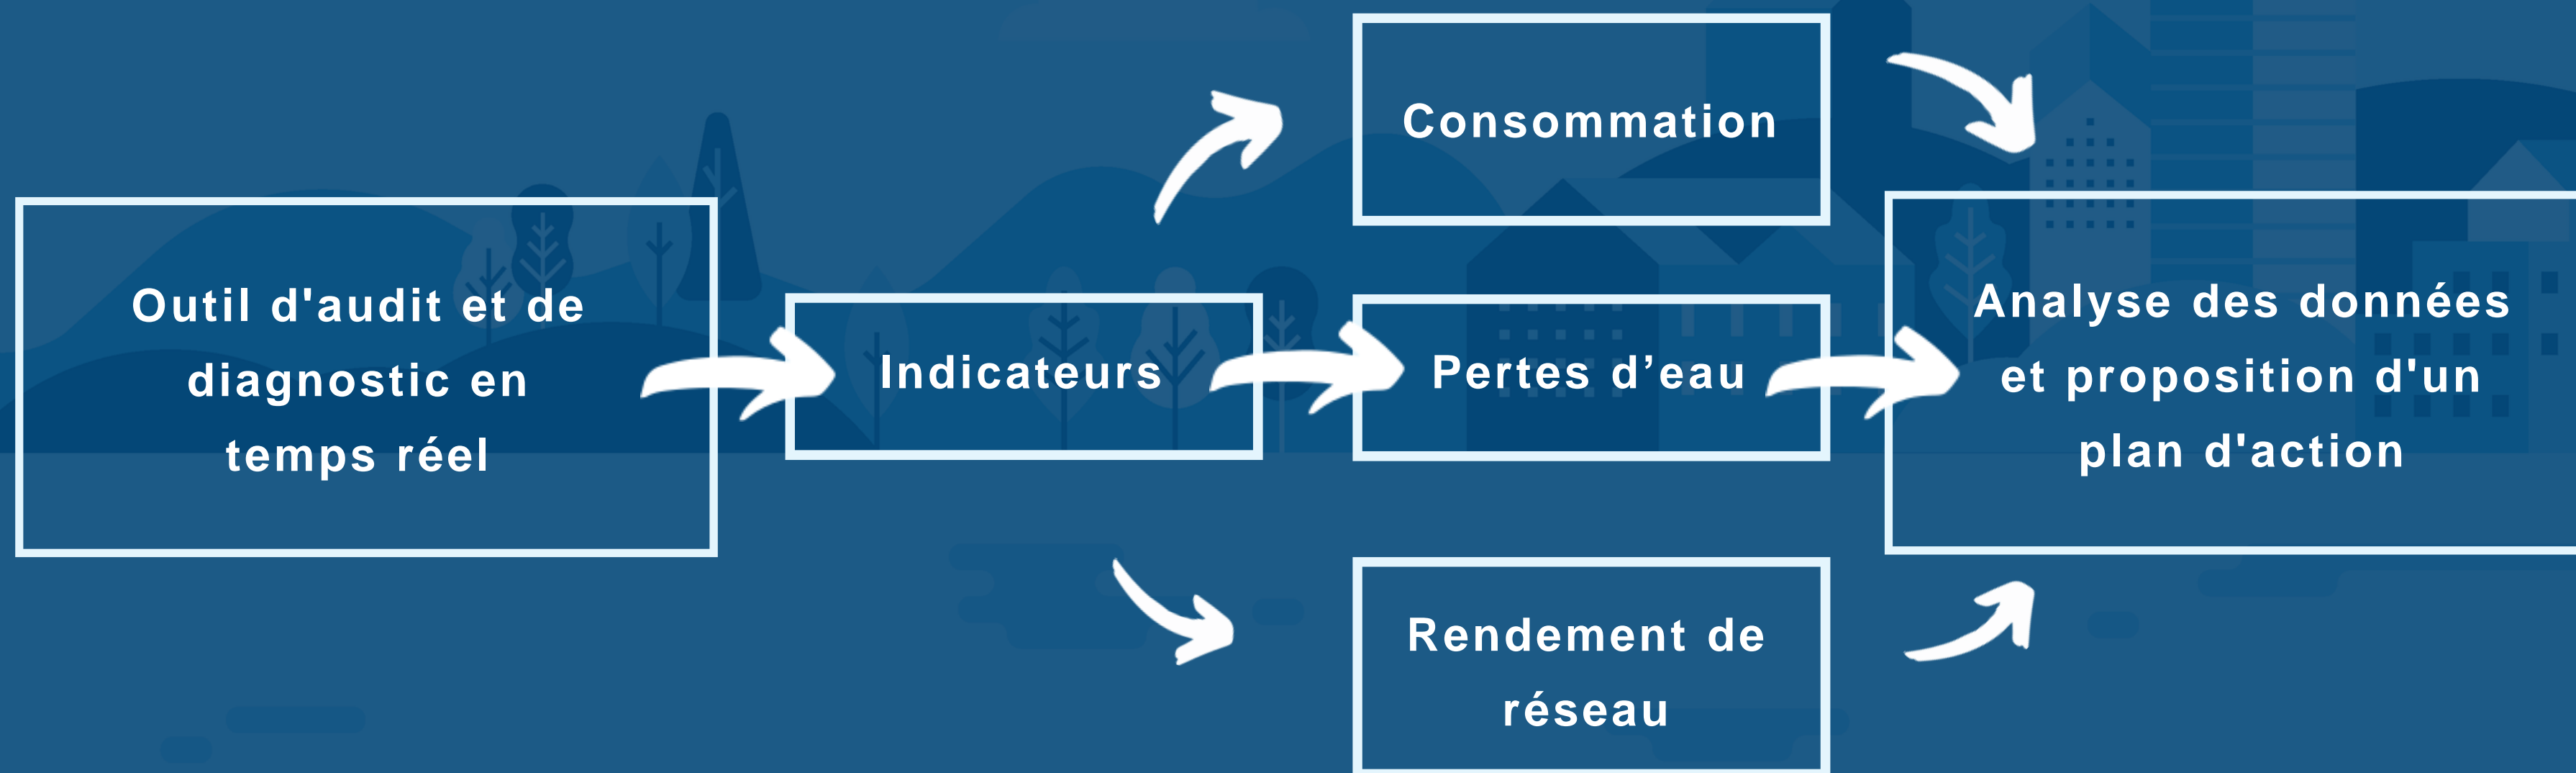 Outil d'audit et de
diagnostic en
temps réel
Indicateurs
Consommation
Pertes d’eau
Rendement de
réseau
Analyse des données
et proposition d'un
plan d'action